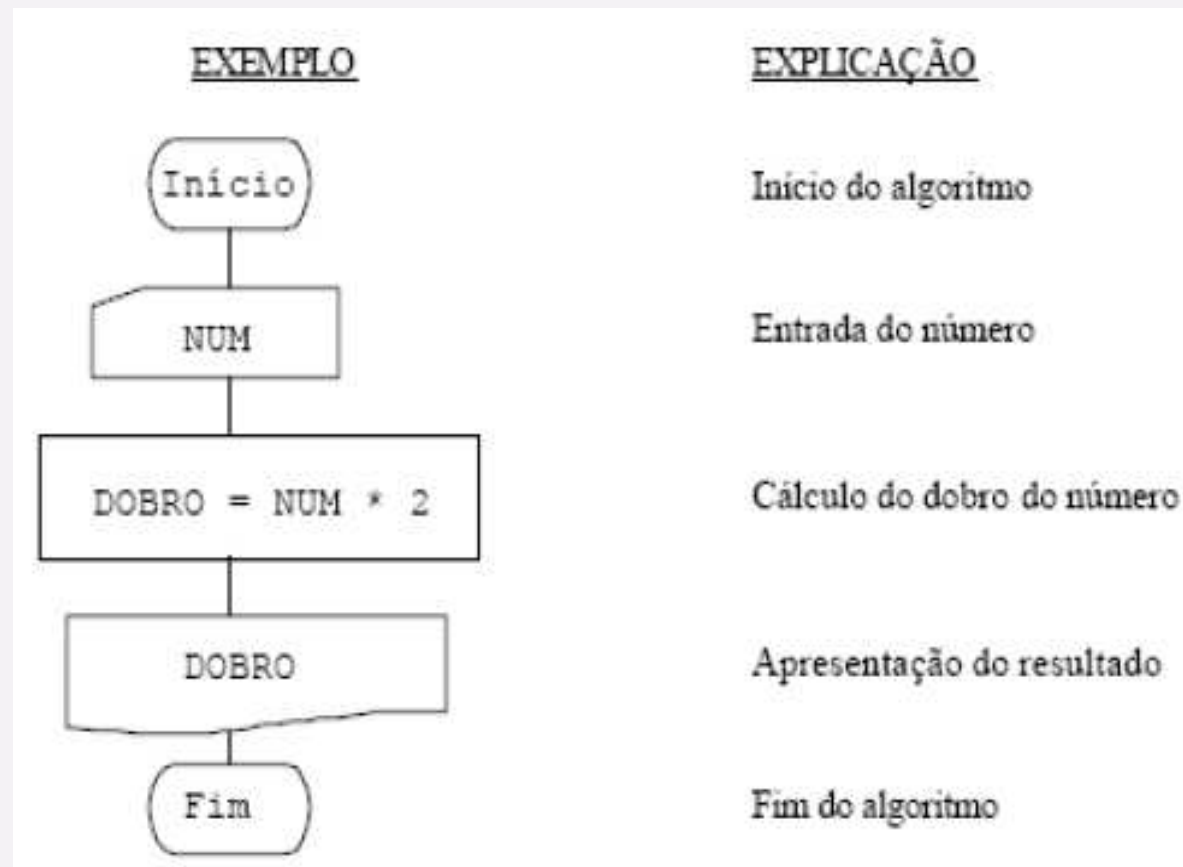 EXEMPLO
EXPLICAÇÃO
Início
Início do algoritmo
NUM
Entrada do número
DOBRO = NUM * 2
Cálculo do dobro do número
DOBRO
Apresentação do resultado
Fim
Fim do algoritmo